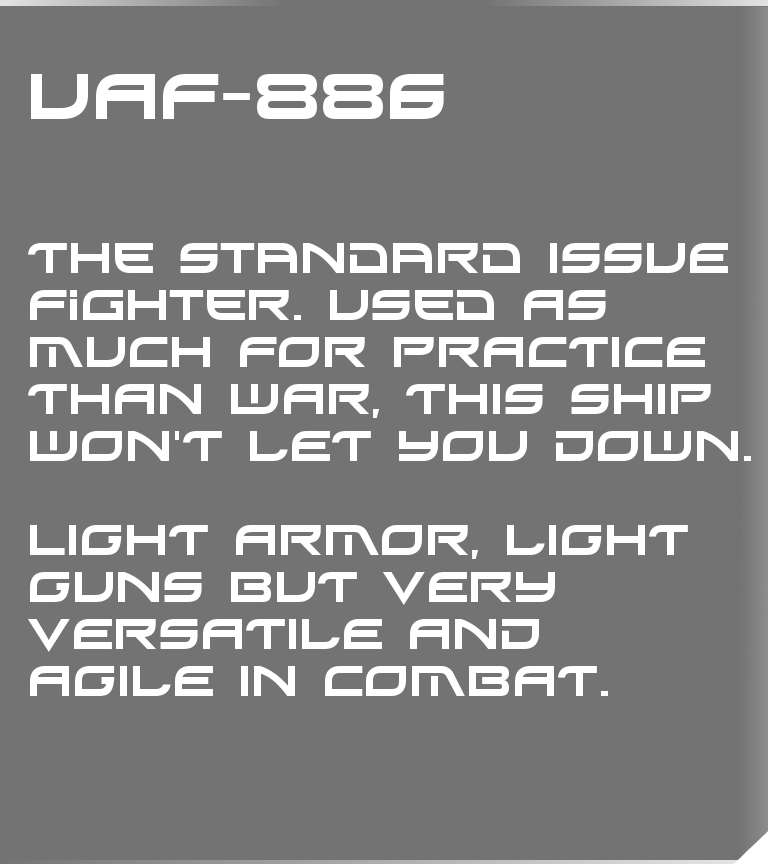 UAF-886
THE STANDARD ISSUE
FiGHTER. USED AS
MUCH FOR PRACTICE
THAN WAR, THIS SHIP
WON'T LET YOU DOWN.
LIGHT ARMOR, LIGHT
GUNS BUT VERY
VERSATILE AND
AGILE IN COMBAT.